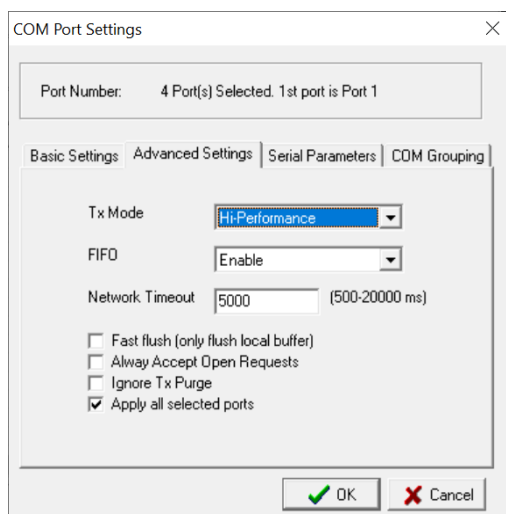 COM Port Settings
Port Number: 4 Port(s) Selected. 1st port is Port 1
Basic Settings Advanced Settings Serial Parameters COM Grouping
Tx Mode Hi-Performance
FIFO Enable
Network Timeout 5000 (500-20000 ms)
Fast flush (only flush local buffer)
Alway Accept Open Requests
Ignore Tx Purge
Apply all selected ports
OK Cancel